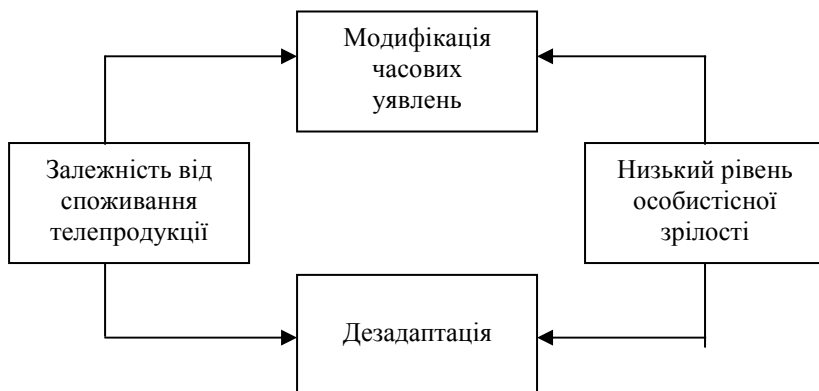 Модифікація
часових
уявлень
Залежність від
споживання
телепродукції
Низький рівень
особистісної
зрілості
Дезадаптація